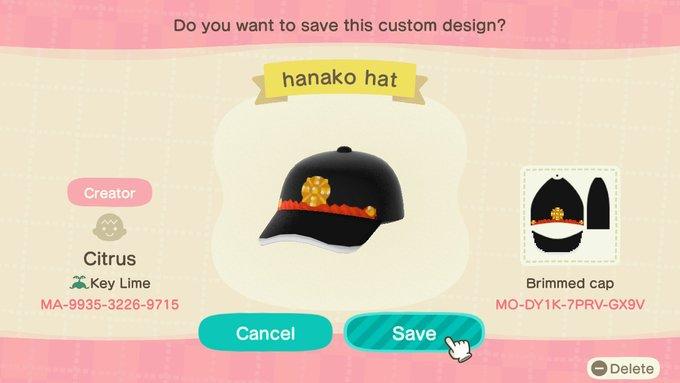 Do you want to save this custom design?
hanako hat
Creator
Citrus
Key Lime
MA-9935-3226-9715
Brimmed cap
MO-DY1K-7PRV-GX9V
Cancel
Save
Delete